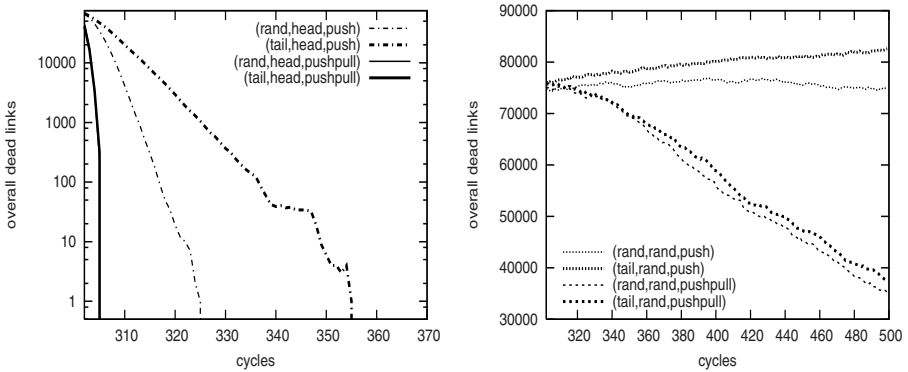 overall dead links
10000
1000
100
10
1
310 320 330 340 350 360 370
cycles
(rand,head,push)
(tail,head,push)
(rand,head,pushpull)
(tail,head,pushpull)
overall dead links
90000
80000
70000
60000
50000
40000
30000
320 340 360 380 400 420 440 460 480 500
cycles
(rand,rand,push)
(tail,rand,push)
(rand,rand,pushpull)
(tail,rand,pushpull)